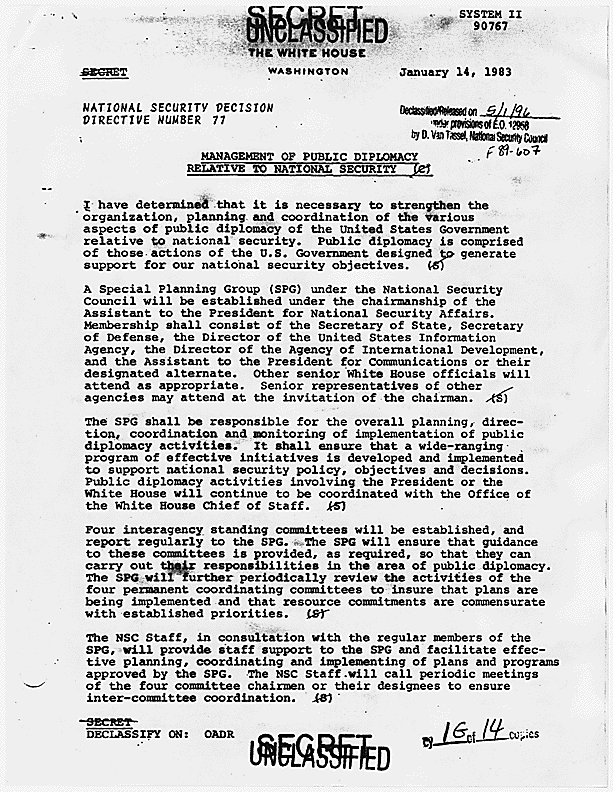 SECRET
UNCLASSIFIED
SYSTEM II
90767
THE WHITE HOUSE
SECRET
WASHINGTON
January 14, 1983
NATIONAL SECURITY DECISION
DIRECTIVE NUMBER 77
Declassified/Released on 5/1/96
under provisions of E.O. 12958
by D. Van Tassel, National Security Council
F89-607
MANAGEMENT OF PUBLIC DIPLOMACY
RELATIVE TO NATIONAL SECURITY (C)
I have determined that it is necessary to strengthen the
organization, planning and coordination of the various
aspects of public diplomacy of the United States Government
relative to national security. Public diplomacy is comprised
of those actions of the U.S. Government designed to generate
support for our national security objectives. (S)
A Special Planning Group (SPG) under the National Security
Council will be established under the chairmanship of the
Assistant to the President for National Security Affairs.
Membership shall consist of the Secretary of State, Secretary
of Defense, the Director of the United States Information
Agency, the Director of the Agency of International Development,
and the Assistant to the President for Communications or their
designated alternate. Other senior White House officials will
attend as appropriate. Senior representatives of other
agencies may attend at the invitation of the chairman. (S)
The SPG shall be responsible for the overall planning, direc-
tion, coordination and monitoring of implementation of public
diplomacy activities. It shall ensure that a wide-ranging
program of effective initiatives is developed and implemented
to support national security policy, objectives and decisions.
Public diplomacy activities involving the President or the
White House will continue to be coordinated with the Office of
the White House Chief of Staff. (S)
Four interagency standing committees will be established, and
report regularly to the SPG. The SPG will ensure that guidance
to these committees is provided, as required, so that they can
carry out their responsibilities in the area of public diplomacy.
The SPG will further periodically review the activities of the
four permanent coordinating committees to insure that plans are
being implemented and that resource commitments are commensurate
with established priorities. (S)
The NSC Staff, in consultation with the regular members of the
SPG, will provide staff support to the SPG and facilitate effec-
tive planning, coordinating and implementing of plans and programs
approved by the SPG. The NSC Staff will call periodic meetings
of the four committee chairmen or their designees to ensure
inter-committee coordination. (S)
SECRET
DECLASSIFY ON: OADR
SECRET
UNCLASSIFIED
16 of 14 copies